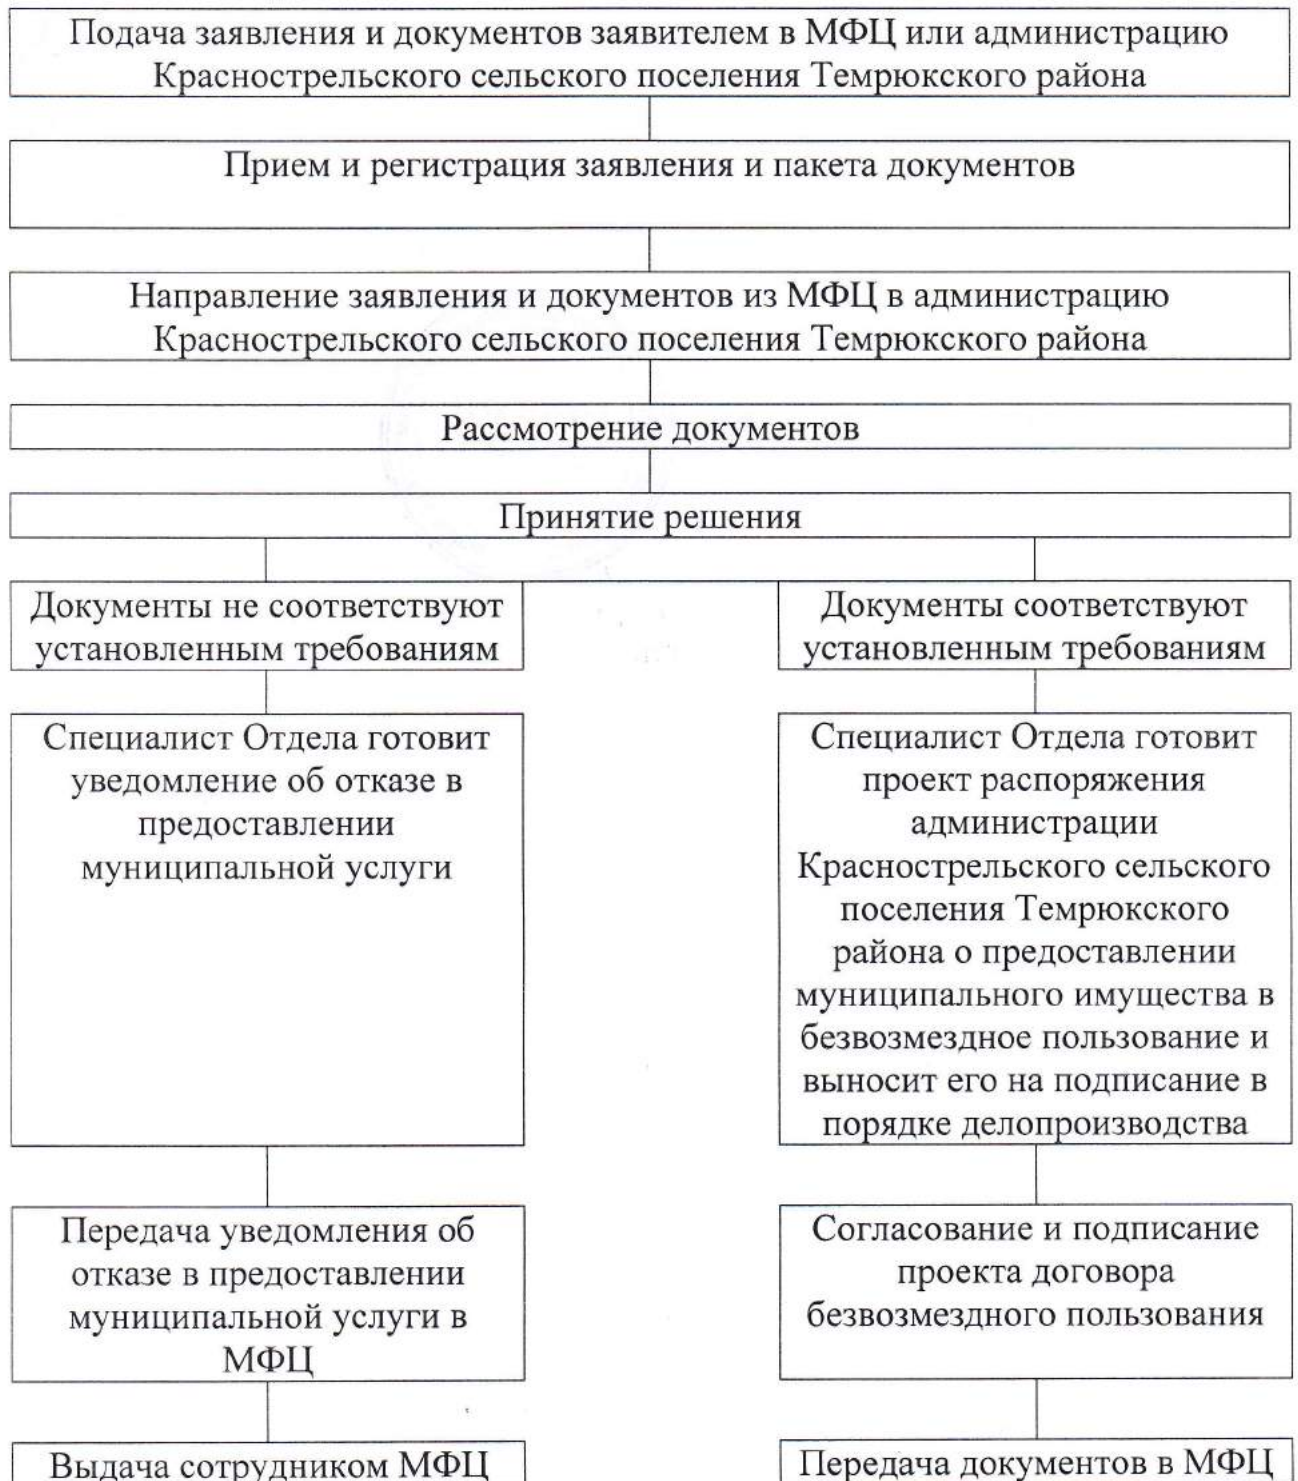 Подача заявления и документов заявителем в МФЦ или администрацию
Краснострельского сельского поселения Темрюкского района
Прием и регистрация заявления и пакета документов
Направление заявления и документов из МФЦ в администрацию
Краснострельского сельского поселения Темрюкского района
Рассмотрение документов
Принятие решения
Документы не соответствуют
установленным требованиям
Документы соответствуют
установленным требованиям
Специалист Отдела готовит
уведомление об отказе в
предоставлении
муниципальной услуги
Специалист Отдела готовит
проект распоряжения
администрации
Краснострельского сельского
поселения Темрюкского
района о предоставлении
муниципального имущества в
безвозмездное пользование и
выносит его на подписание в
порядке делопроизводства
Передача уведомления об
отказе в предоставлении
муниципальной услуги в
МФЦ
Согласование и подписание
проекта договора
безвозмездного пользования
Выдача сотрудником МФЦ
Передача документов в МФЦ